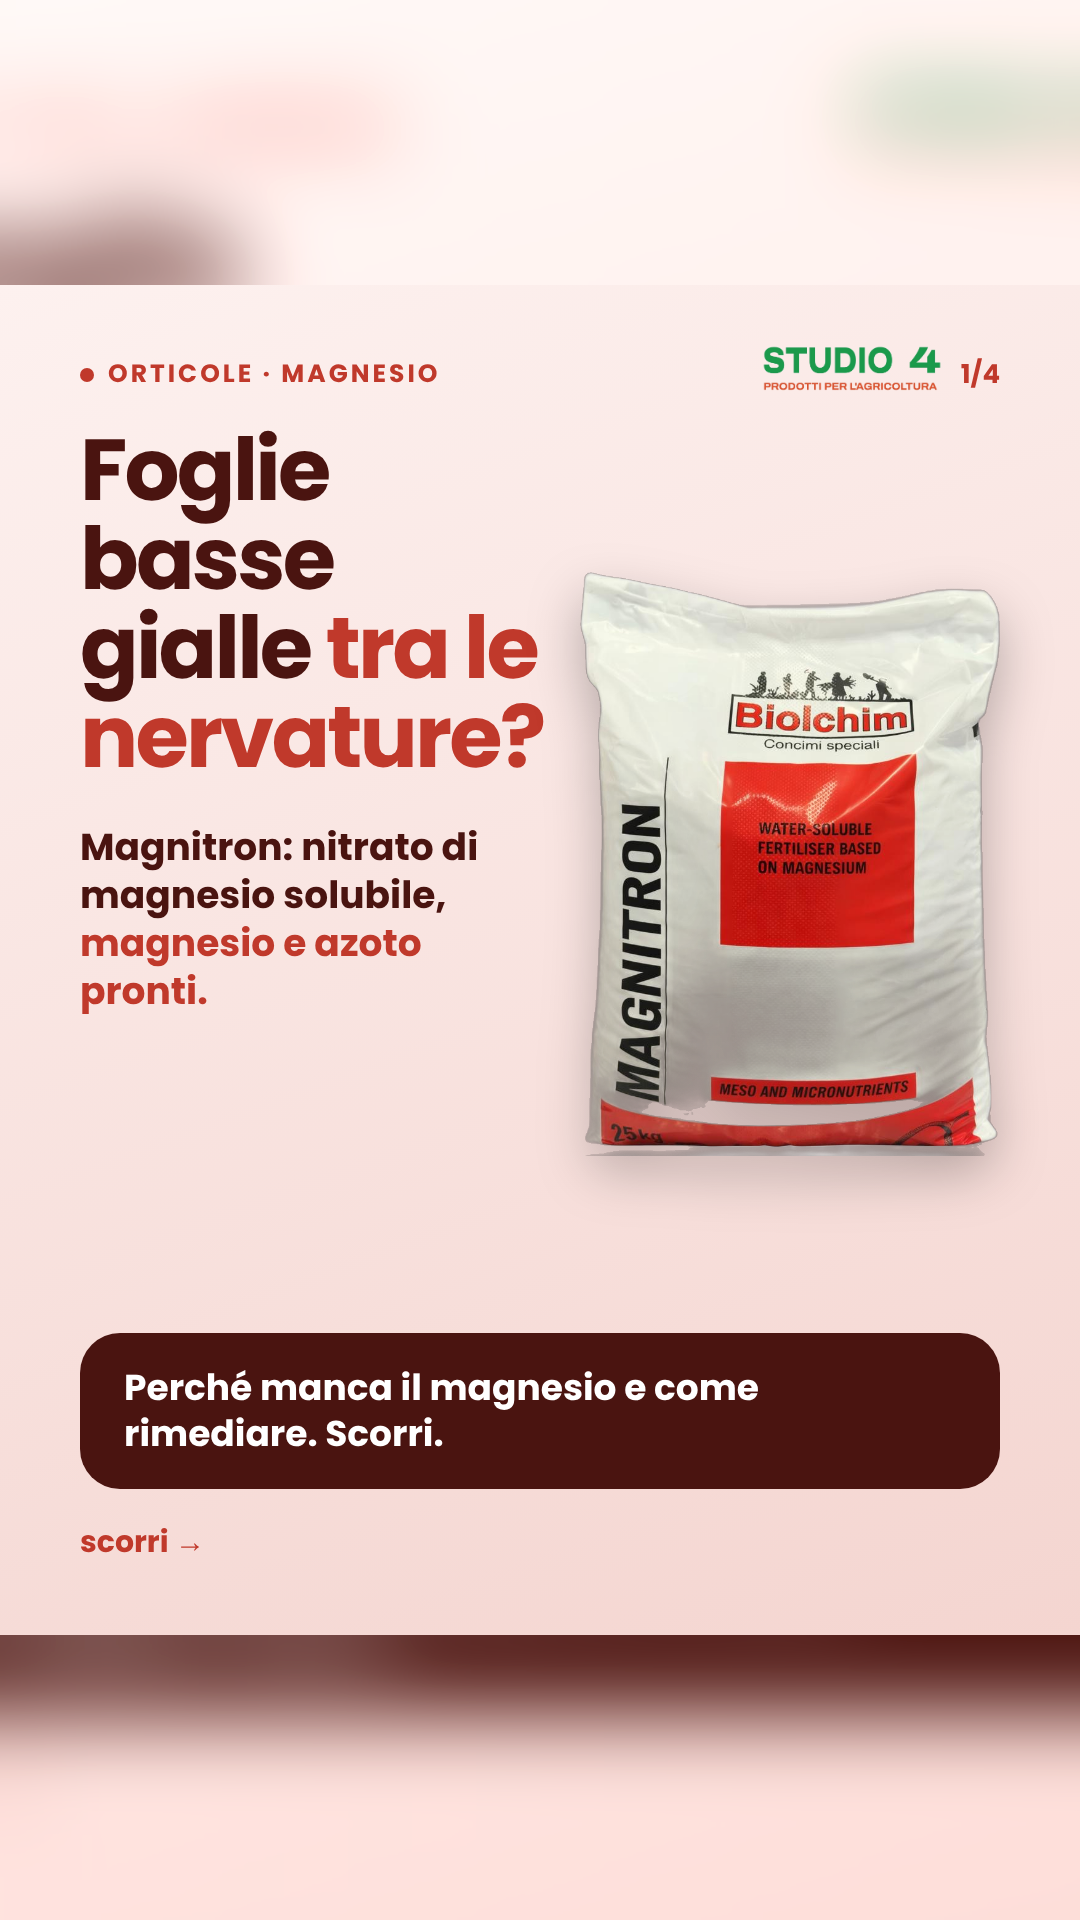 ORTICOLE · MAGNESIO
STUDIO 4
PRODOTTI PER L'AGRICOLTURA
1/4
Foglie
basse
gialle tra le
nervature?
Magnitron: nitrato di
magnesio solubile,
magnesio e azoto
pronti.
Biolchim
Concimi speciali
WATER-SOLUBLE
FERTILISER BASED
ON MAGNESIUM
MAGNITRON
MESO AND MICRONUTRIENTS
25 kg
Perché manca il magnesio e come
rimediare. Scorri.
scorri →